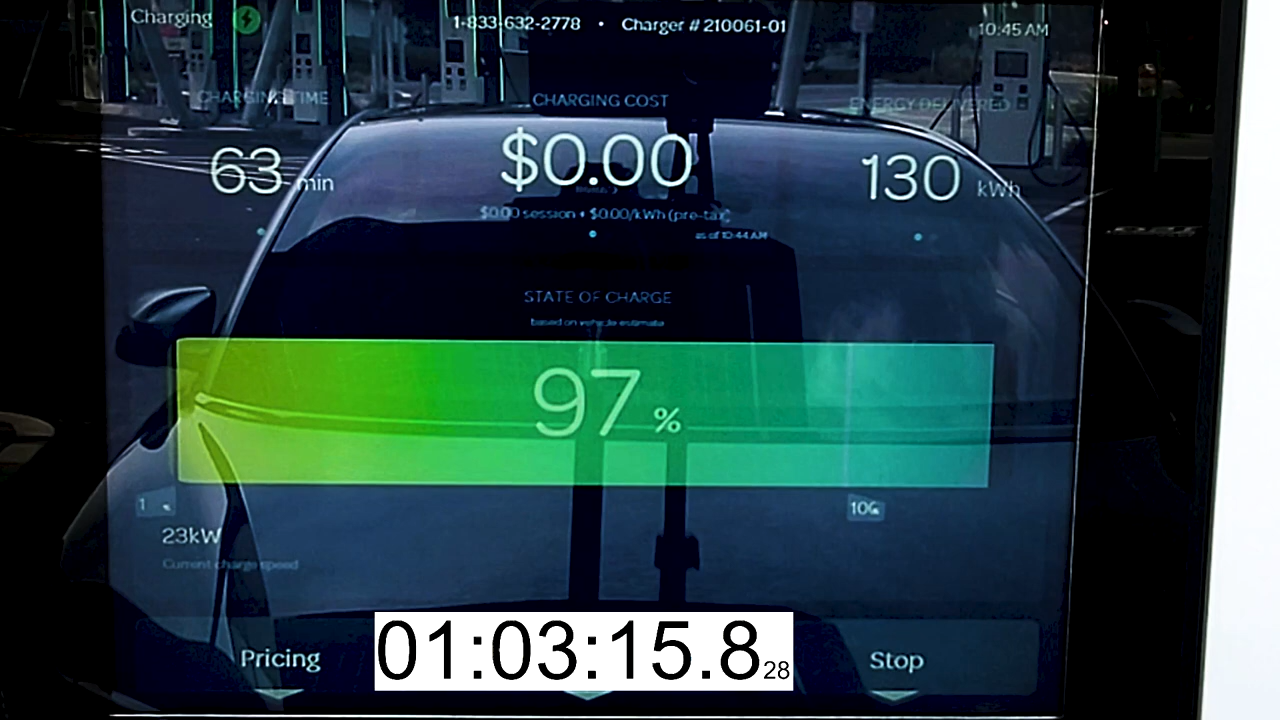 Charging
1-833-632-2778 • Charger # 210061-01
10:45 AM
CHARGING TIME
CHARGING COST
ENERGY DELIVERED
63 min
$0.00
130 kWh
$0.00 session + $0.00/kWh (pre-tax)
as of 10:44 AM
STATE OF CHARGE
based on vehicle estimate
97 %
1
100
23kW
Current charge speed
Pricing
01:03:15.828
Stop